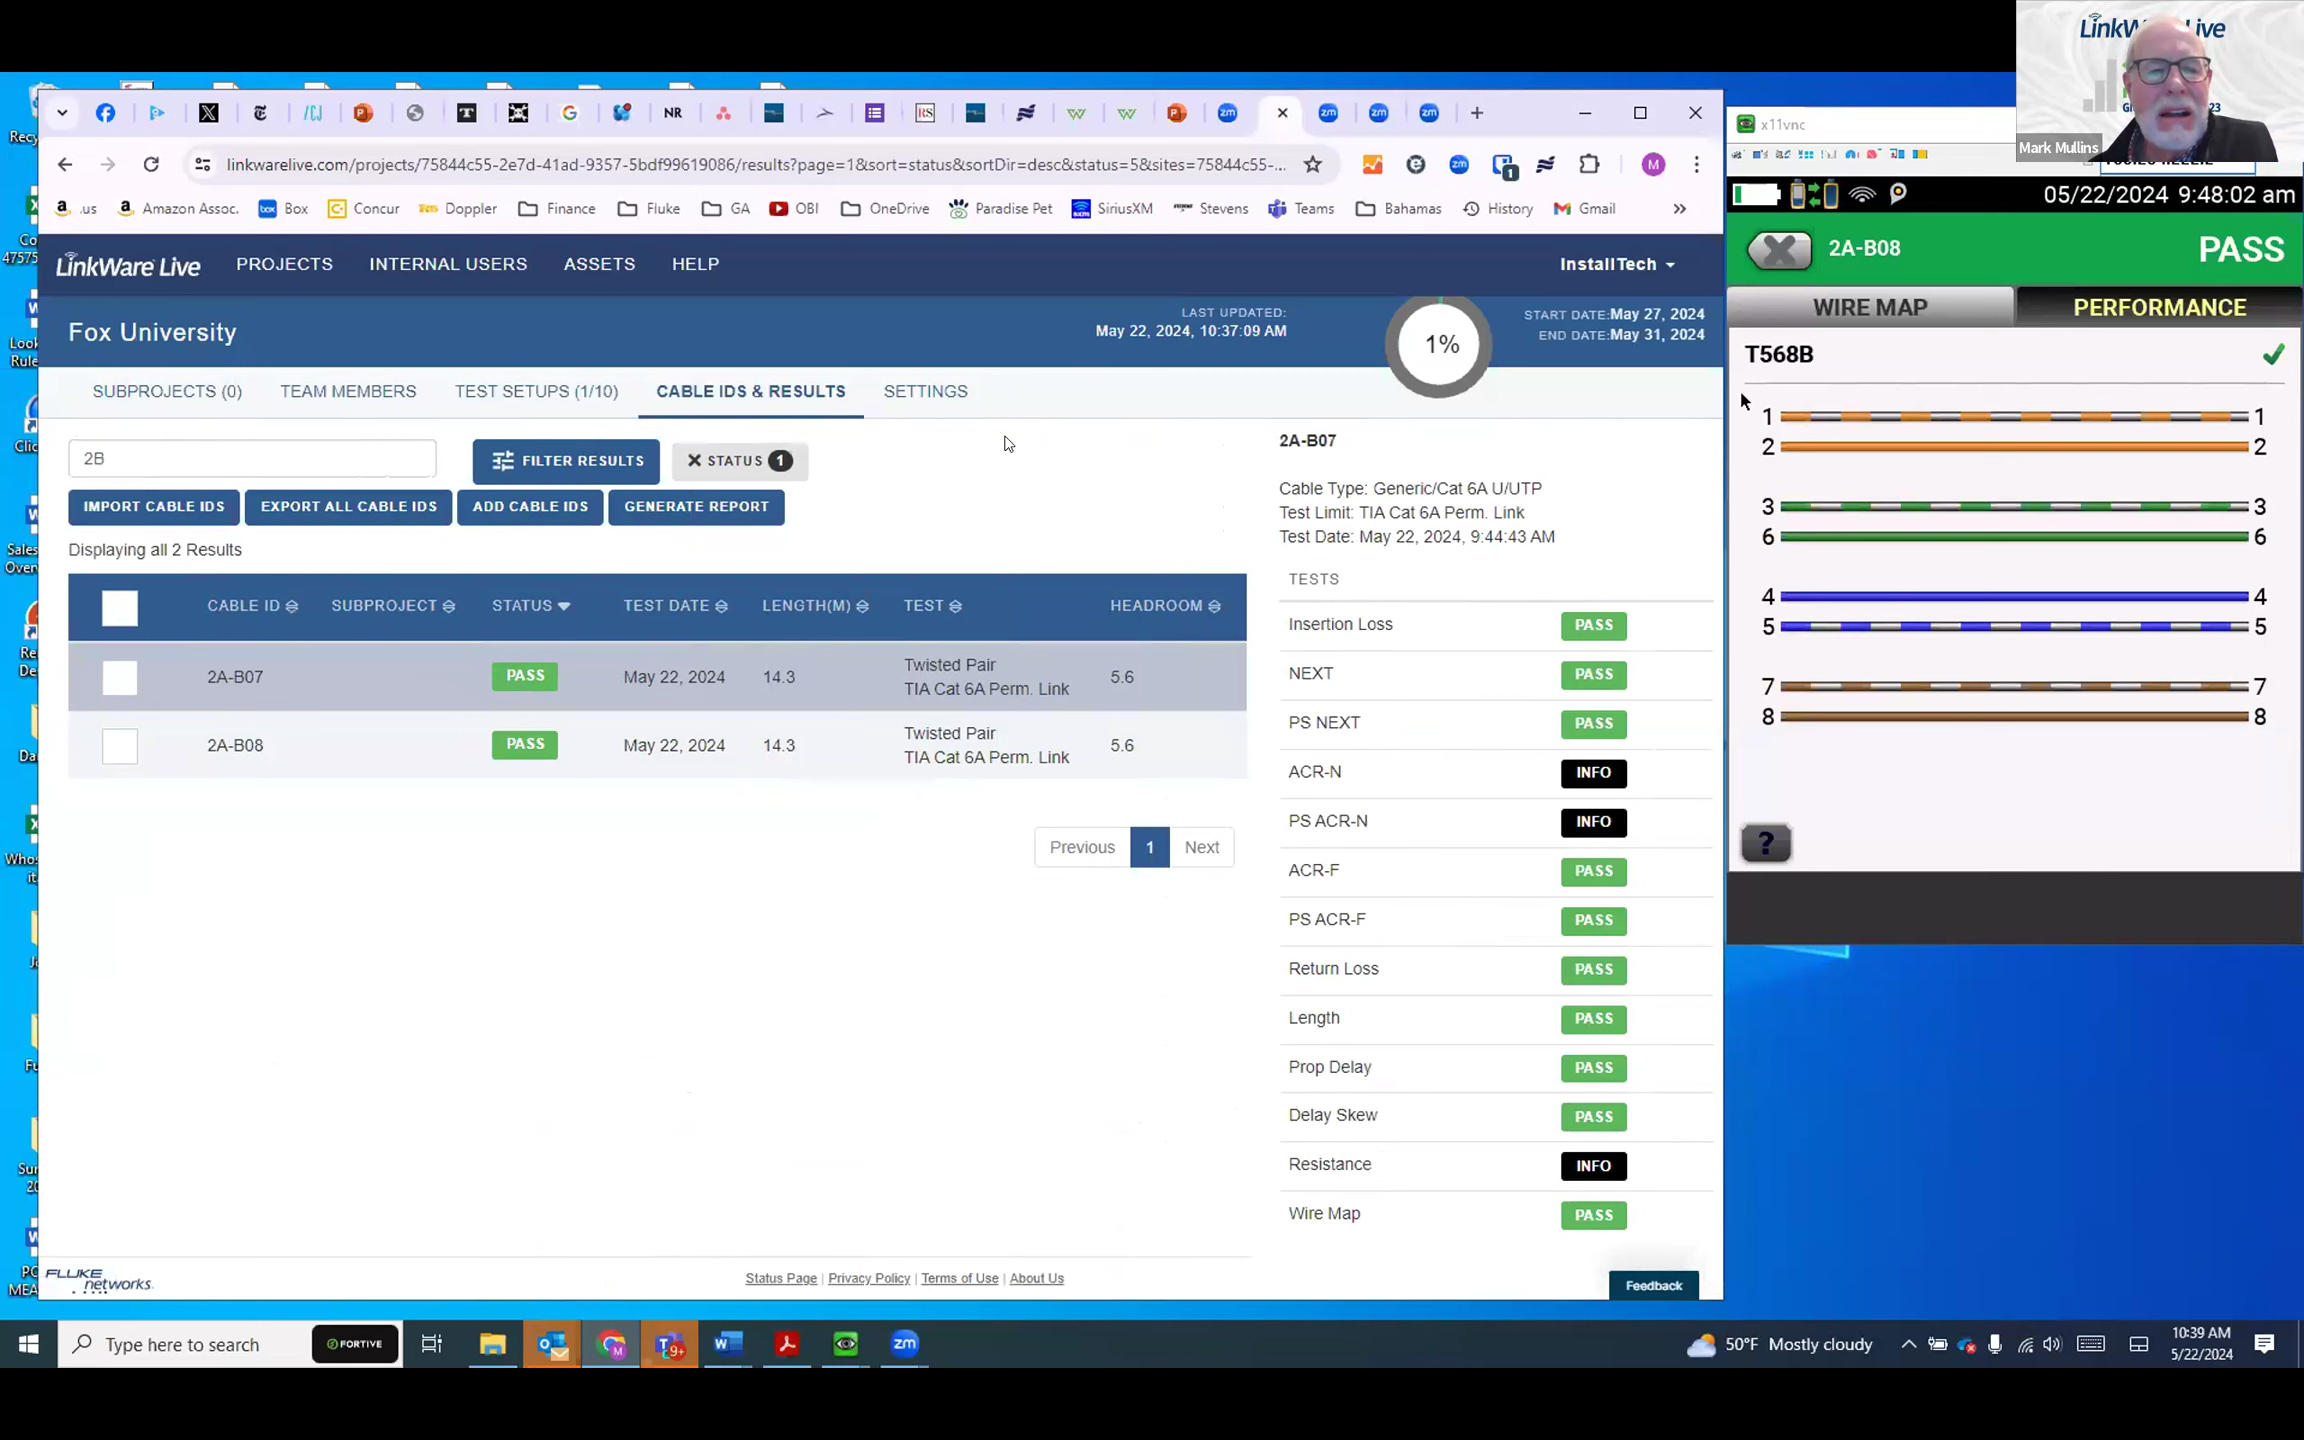 LinkWare Live
Mark Mullins
x11vnc
NR
RS
linkwarelive.com/projects/75844c55-2e7d-41ad-9357-5bdf99619086/results?page=1&sort=status&sortDir=desc&status=5&sites=75844c55-...
.us
Amazon Assoc.
Box
Concur
Doppler
Finance
Fluke
GA
OBI
OneDrive
Paradise Pet
SiriusXM
Stevens
Teams
Bahamas
History
Gmail
LinkWare Live
PROJECTS
INTERNAL USERS
ASSETS
HELP
InstallTech
Fox University
LAST UPDATED:
May 22, 2024, 10:37:09 AM
1%
START DATE:May 27, 2024
END DATE:May 31, 2024
SUBPROJECTS (0)
TEAM MEMBERS
TEST SETUPS (1/10)
CABLE IDS & RESULTS
SETTINGS
2B
FILTER RESULTS
STATUS 1
IMPORT CABLE IDS
EXPORT ALL CABLE IDS
ADD CABLE IDS
GENERATE REPORT
Displaying all 2 Results
CABLE ID SUBPROJECT STATUS TEST DATE LENGTH(M) TEST HEADROOM
2A-B07 PASS May 22, 2024 14.3 Twisted Pair 5.6
TIA Cat 6A Perm. Link
2A-B08 PASS May 22, 2024 14.3 Twisted Pair 5.6
TIA Cat 6A Perm. Link
Previous 1 Next
2A-B07
Cable Type: Generic/Cat 6A U/UTP
Test Limit: TIA Cat 6A Perm. Link
Test Date: May 22, 2024, 9:44:43 AM
TESTS
Insertion Loss PASS
NEXT PASS
PS NEXT PASS
ACR-N INFO
PS ACR-N INFO
ACR-F PASS
PS ACR-F PASS
Return Loss PASS
Length PASS
Prop Delay PASS
Delay Skew PASS
Resistance INFO
Wire Map PASS
FLUKE networks.
Status Page | Privacy Policy | Terms of Use | About Us
Feedback
05/22/2024 9:48:02 am
2A-B08
PASS
WIRE MAP
PERFORMANCE
T568B
1 1
2 2
3 3
6 6
4 4
5 5
7 7
8 8
?
Type here to search
FORTIVE
9+
50°F Mostly cloudy
10:39 AM
5/22/2024